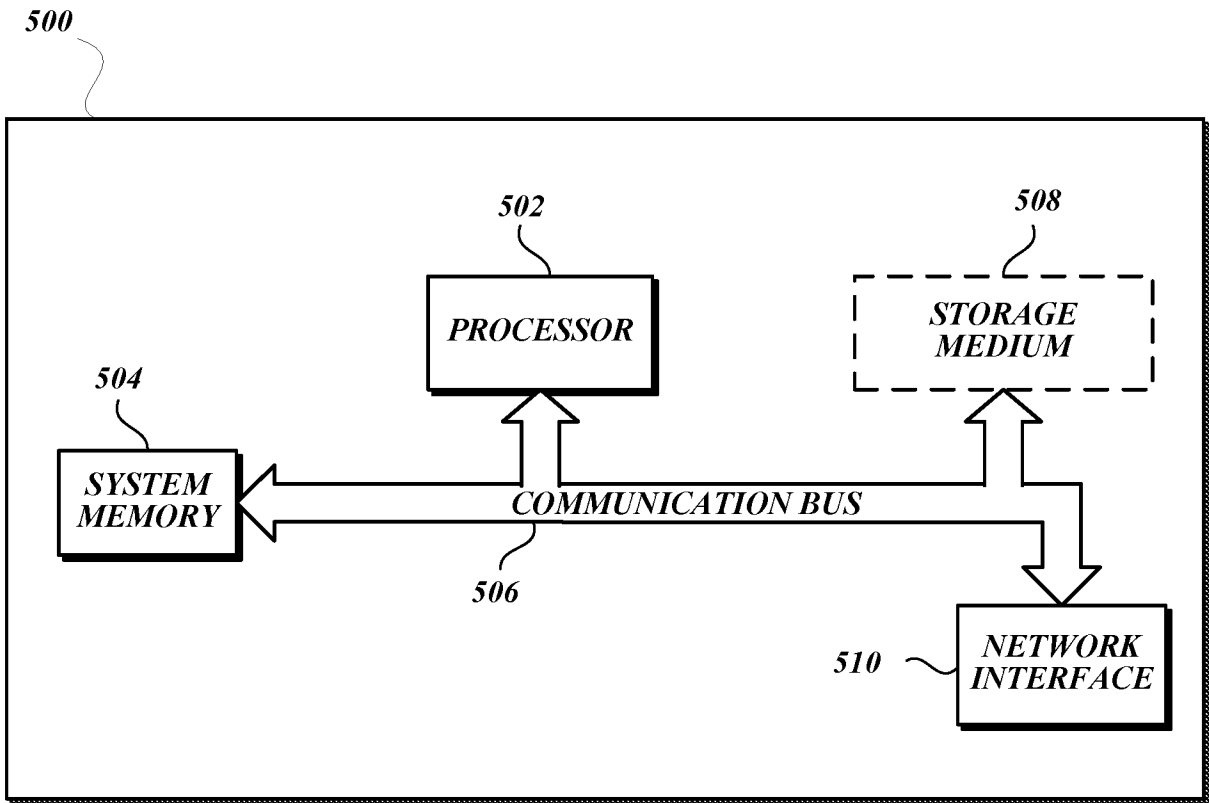 500
502
508
PROCESSOR
STORAGE
MEDIUM
504
SYSTEM
MEMORY
COMMUNICATION BUS
506
510
NETWORK
INTERFACE